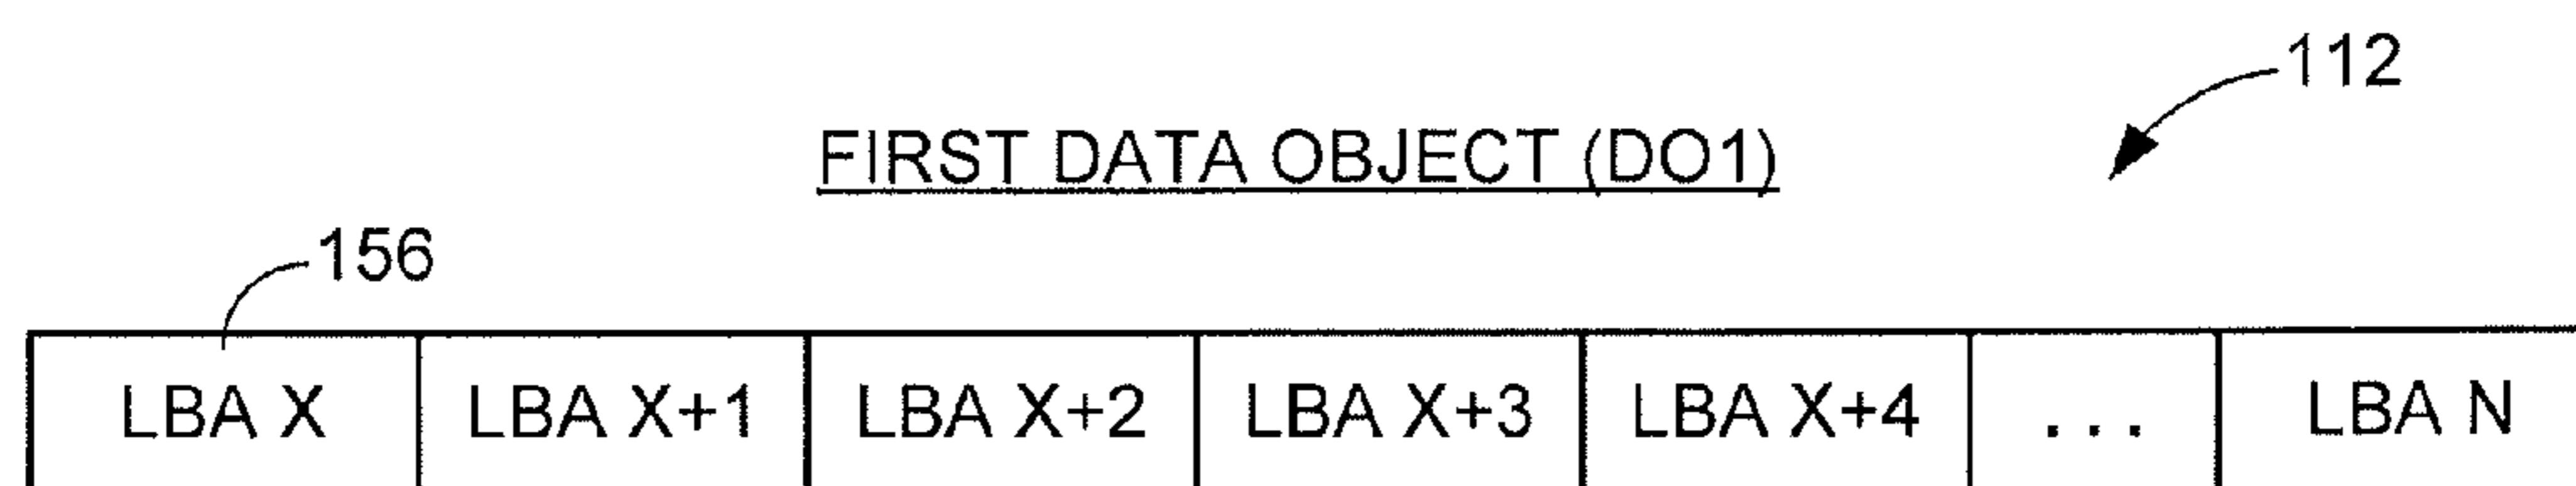 112
FIRST DATA OBJECT (DO1)
156
LBA X LBA X+1 LBA X+2 LBA X+3 LBA X+4 ... LBA N